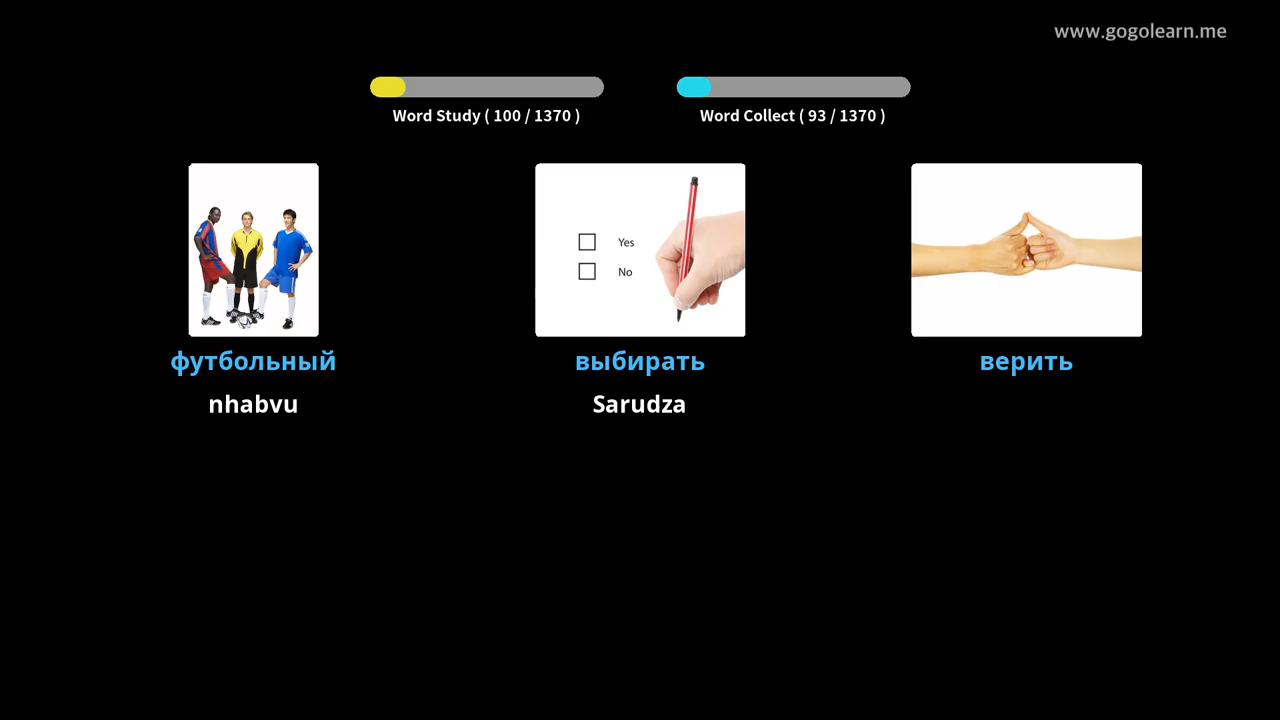 www.gogolearn.me
Word Study ( 100 / 1370 )
Word Collect ( 93 / 1370 )
Yes
No
футбольный
выбирать
верить
nhabvu
Sarudza